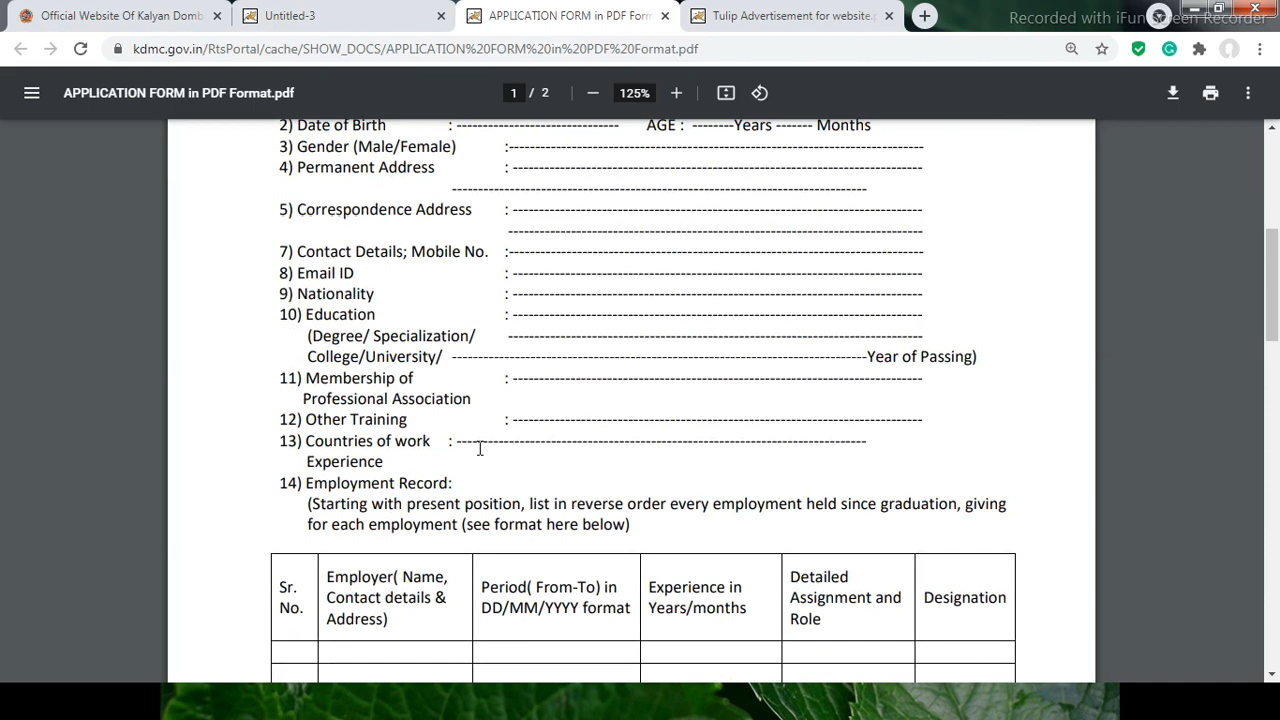 Official Website Of Kalyan Domb
Untitled-3
APPLICATION FORM in PDF Form
Tulip Advertisement for website.p
Recorded with iFun Screen Recorder
kdmc.gov.in/RtsPortal/cache/SHOW_DOCS/APPLICATION%20FORM%20in%20PDF%20Format.pdf
APPLICATION FORM in PDF Format.pdf
1 / 2
125%
2) Date of Birth : ------------------------------- AGE : --------Years ------- Months
3) Gender (Male/Female) :-------------------------------------------------------------------------------
4) Permanent Address : ------------------------------------------------------------------------------
-------------------------------------------------------------------------------
5) Correspondence Address : ------------------------------------------------------------------------------
-------------------------------------------------------------------------------
7) Contact Details; Mobile No. :-------------------------------------------------------------------------------
8) Email ID : ------------------------------------------------------------------------------
9) Nationality : ------------------------------------------------------------------------------
10) Education : ------------------------------------------------------------------------------
(Degree/ Specialization/ -------------------------------------------------------------------------------
College/University/ -------------------------------------------------------------------------------Year of Passing)
11) Membership of : ------------------------------------------------------------------------------
Professional Association
12) Other Training : ------------------------------------------------------------------------------
13) Countries of work : ------------------------------------------------------------------------------
Experience
14) Employment Record:
(Starting with present position, list in reverse order every employment held since graduation, giving
for each employment (see format here below)
Sr. No.
Employer( Name, Contact details & Address)
Period( From-To) in DD/MM/YYYY format
Experience in Years/months
Detailed Assignment and Role
Designation